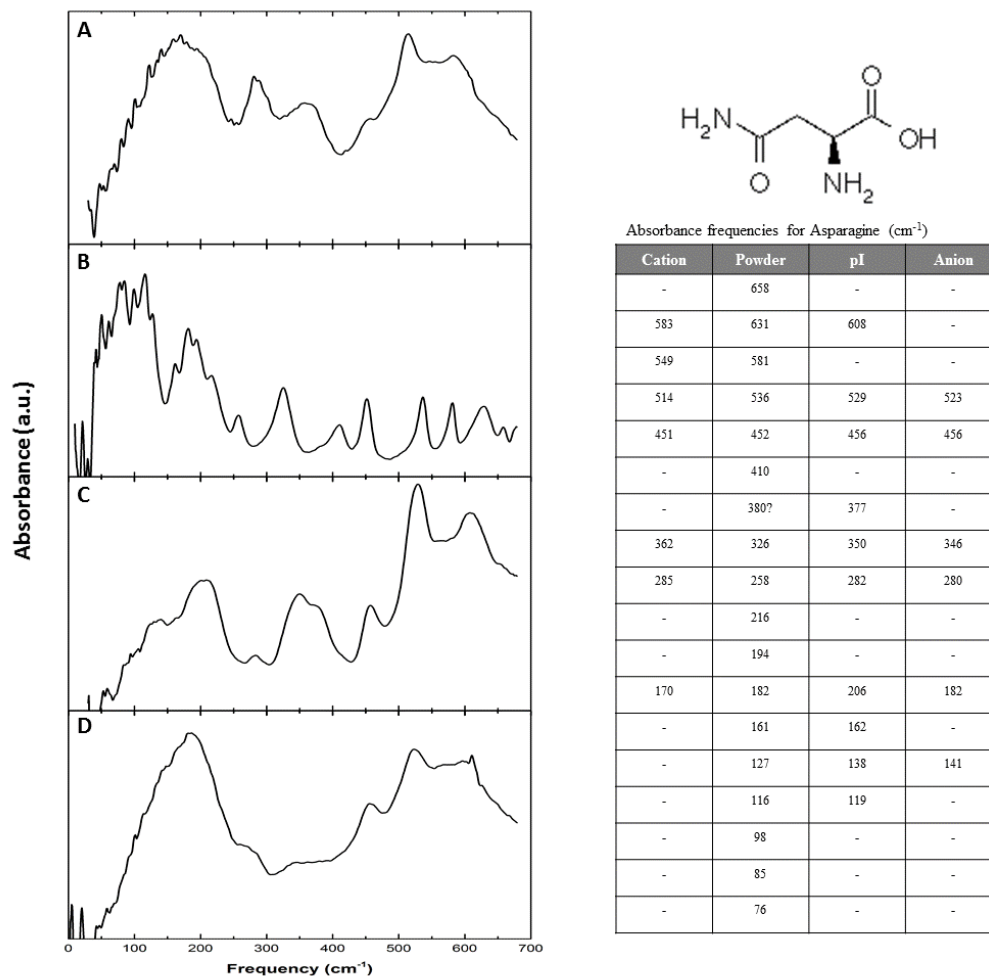 A
B
C
D
Absorbance (a.u.)
0 100 200 300 400 500 600 700
Frequency (cm⁻¹)
O
H₂N
OH
O
NH₂
Absorbance frequencies for Asparagine (cm⁻¹)
Cation Powder pI Anion
- 658 - -
583 631 608 -
549 581 - -
514 536 529 523
451 452 456 456
- 410 - -
- 380? 377 -
362 326 350 346
285 258 282 280
- 216 - -
- 194 - -
170 182 206 182
- 161 162 -
- 127 138 141
- 116 119 -
- 98 - -
- 85 - -
- 76 - -